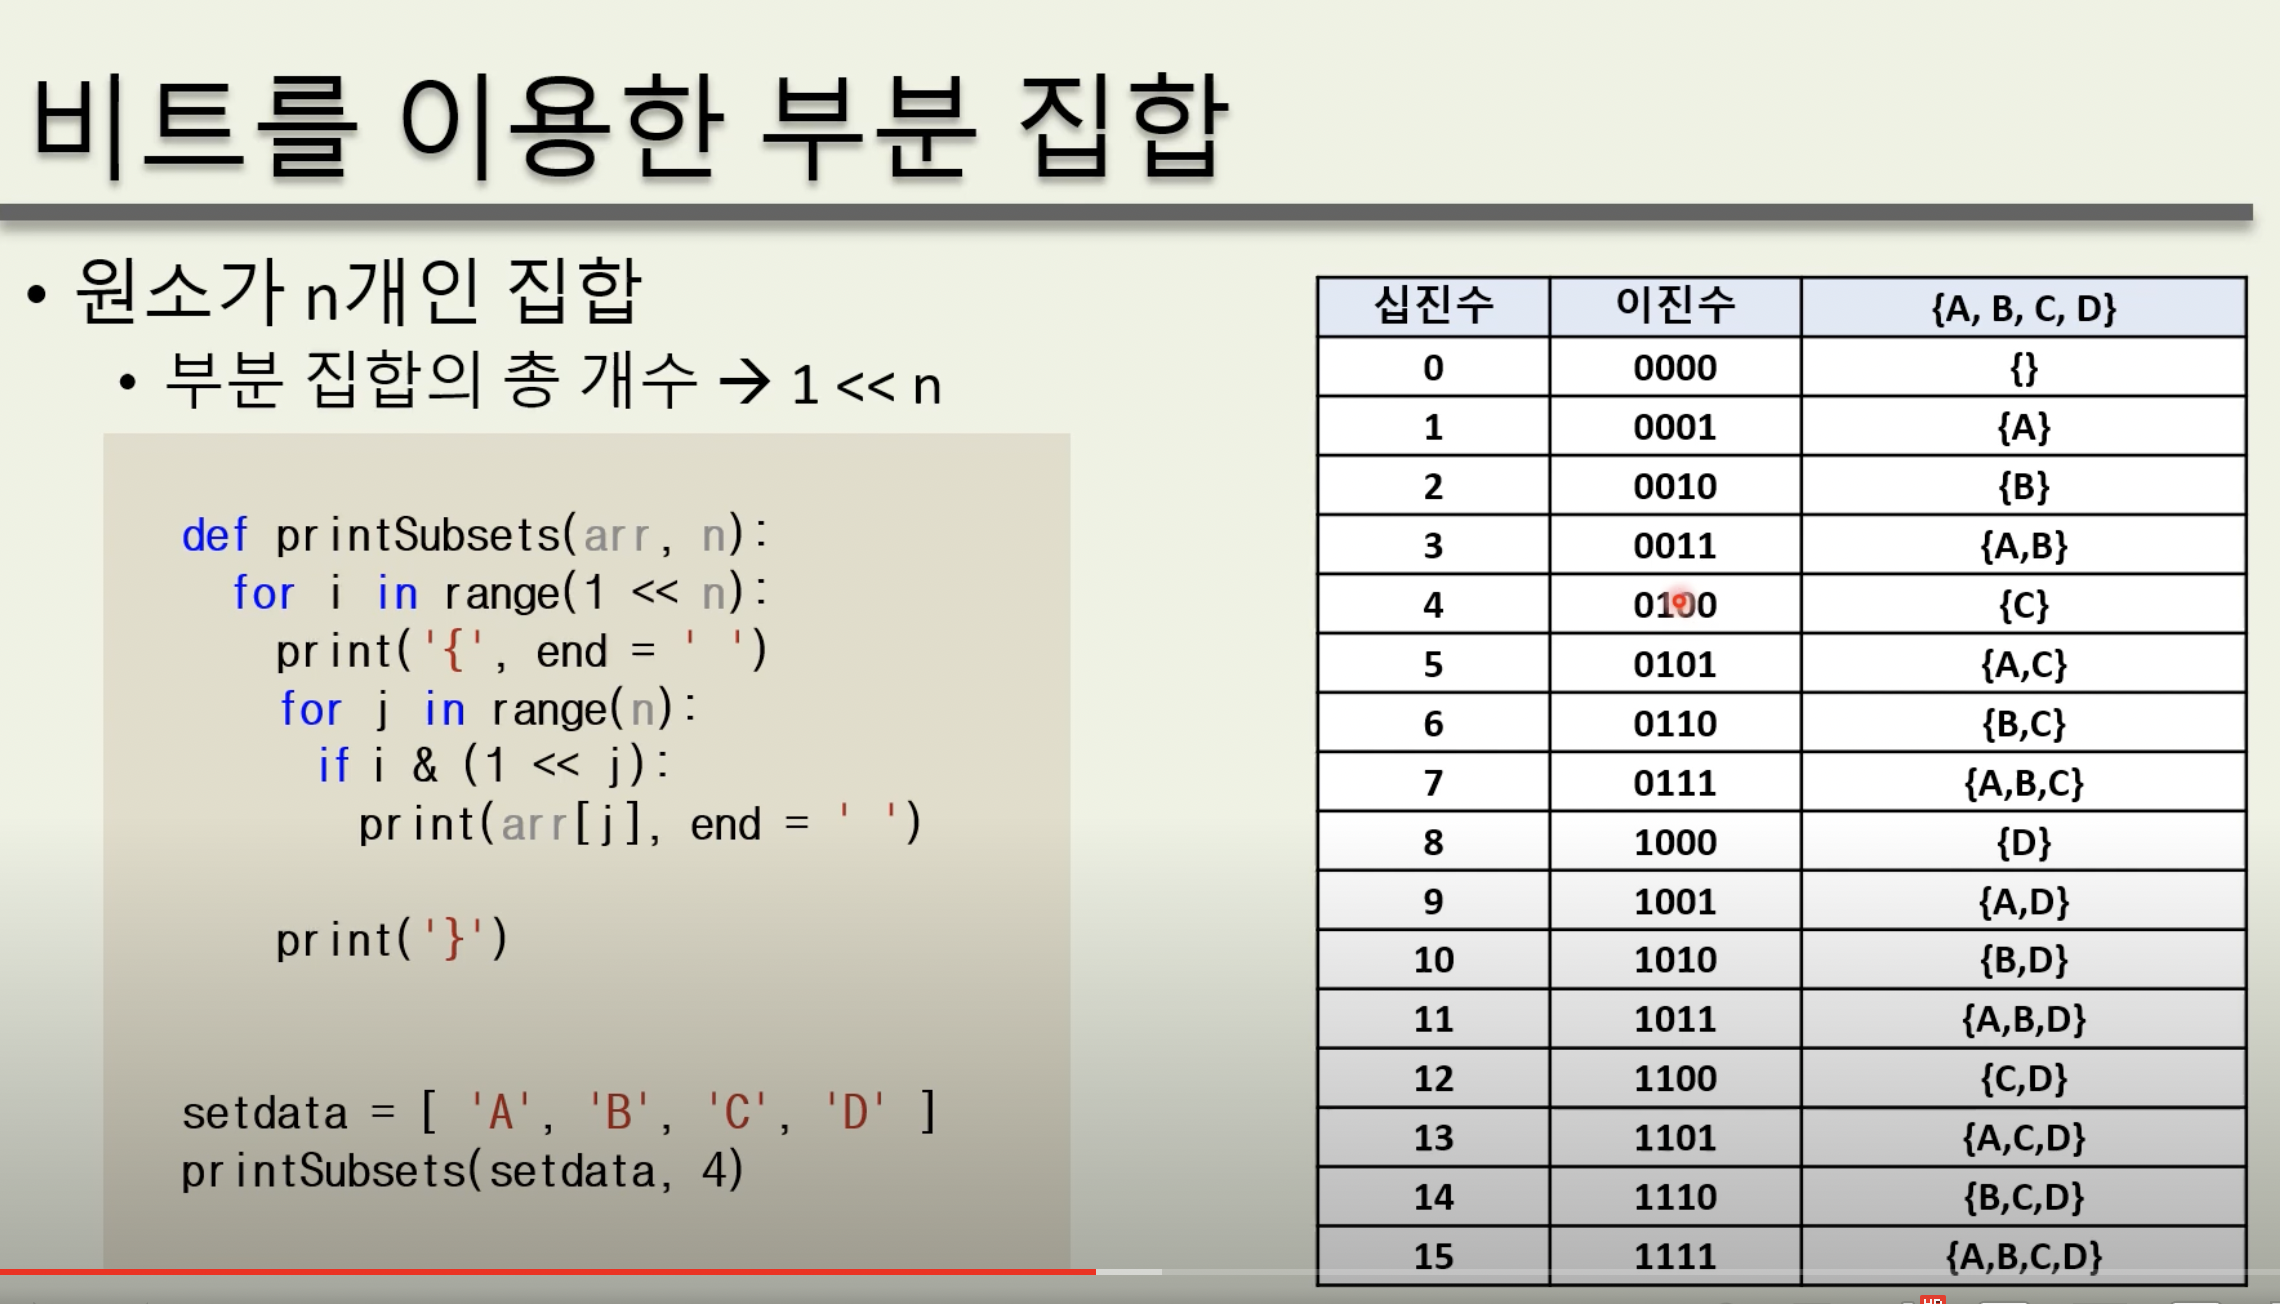 비트를 이용한 부분 집합
• 원소가 n개인 집합
• 부분 집합의 총 개수 → 1 << n
def printSubsets(arr, n):
for i in range(1 << n):
print('{', end = ' ')
for j in range(n):
if i & (1 << j):
print(arr[j], end = ' ')
print('}')
setdata = [ 'A', 'B', 'C', 'D' ]
printSubsets(setdata, 4)
십진수 이진수 {A, B, C, D}
0 0000 {}
1 0001 {A}
2 0010 {B}
3 0011 {A,B}
4 0100 {C}
5 0101 {A,C}
6 0110 {B,C}
7 0111 {A,B,C}
8 1000 {D}
9 1001 {A,D}
10 1010 {B,D}
11 1011 {A,B,D}
12 1100 {C,D}
13 1101 {A,C,D}
14 1110 {B,C,D}
15 1111 {A,B,C,D}